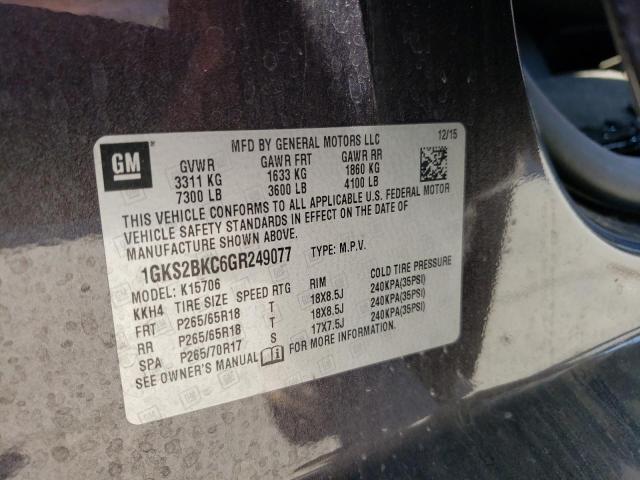 GM
MFD BY GENERAL MOTORS LLC 12/15
GVWR GAWR FRT GAWR RR
3311 KG 1633 KG 1860 KG
7300 LB 3600 LB 4100 LB
THIS VEHICLE CONFORMS TO ALL APPLICABLE U.S. FEDERAL MOTOR
VEHICLE SAFETY STANDARDS IN EFFECT ON THE DATE OF
MANUFACTURE SHOWN ABOVE.
1GKS2BKC6GR249077 TYPE: M.P.V.
MODEL: K15706
KKH4 TIRE SIZE SPEED RTG RIM COLD TIRE PRESSURE
FRT P265/65R18 T 18X8.5J 240KPA(35PSI)
RR P265/65R18 T 18X8.5J 240KPA(35PSI)
SPA P265/70R17 S 17X7.5J 240KPA(35PSI)
SEE OWNER'S MANUAL FOR MORE INFORMATION.